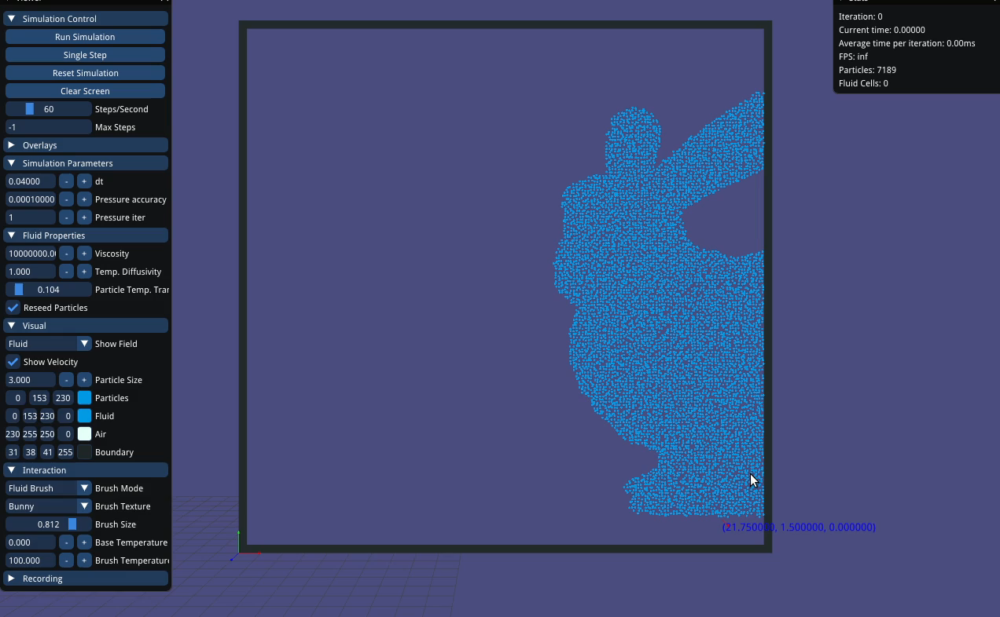 Simulation Control
Run Simulation
Single Step
Reset Simulation
Clear Screen
60 Steps/Second
-1 Max Steps
Overlays
Simulation Parameters
0.04000 - + dt
0.00010000 - + Pressure accuracy
1 - + Pressure iter
Fluid Properties
10000000.0 - + Viscosity
1.000 - + Temp. Diffusivity
0.104 Particle Temp. Tra
Reseed Particles
Visual
Fluid Show Field
Show Velocity
3.000 - + Particle Size
0 153 230 Particles
0 153 230 0 Fluid
230 255 250 0 Air
31 38 41 255 Boundary
Interaction
Fluid Brush Brush Mode
Bunny Brush Texture
0.812 Brush Size
0.000 - + Base Temperature
100.000 - + Brush Temperature
Recording
Iteration: 0
Current time: 0.00000
Average time per iteration: 0.00ms
FPS: inf
Particles: 7189
Fluid Cells: 0
(21.750000, 1.500000, 0.000000)